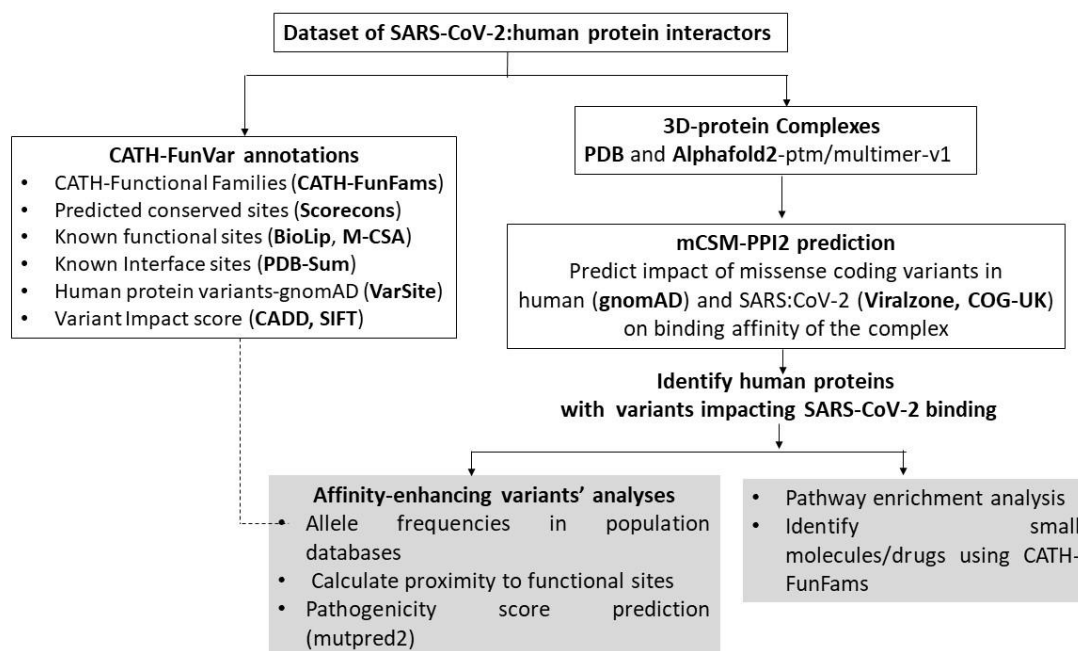 Dataset of SARS-CoV-2:human protein interactors
CATH-FunVar annotations
• CATH-Functional Families (CATH-FunFams)
• Predicted conserved sites (Scorecons)
• Known functional sites (BioLip, M-CSA)
• Known Interface sites (PDB-Sum)
• Human protein variants-gnomAD (VarSite)
• Variant Impact score (CADD, SIFT)
3D-protein Complexes
PDB and Alphafold2-ptm/multimer-v1
mCSM-PPI2 prediction
Predict impact of missense coding variants in
human (gnomAD) and SARS:CoV-2 (Viralzone, COG-UK)
on binding affinity of the complex
Identify human proteins
with variants impacting SARS-CoV-2 binding
Affinity-enhancing variants’ analyses
• Allele frequencies in population
databases
• Calculate proximity to functional sites
• Pathogenicity score prediction
(mutpred2)
• Pathway enrichment analysis
• Identify small
molecules/drugs using CATH-
FunFams